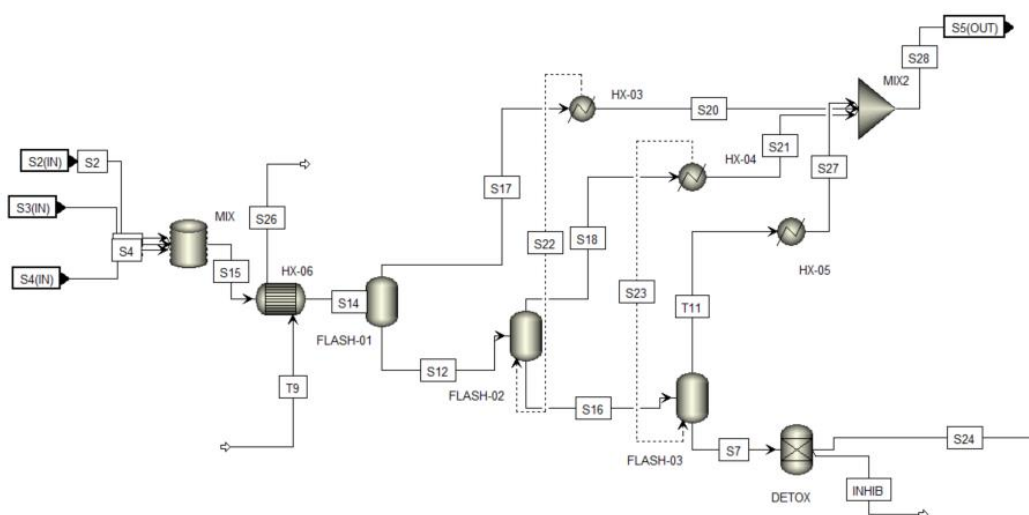 S5(OUT)
S28
MIX2
HX-03
S20
S21
S27
HX-04
S2(IN)
S2
S17
S3(IN)
MIX
S26
S22
S18
S4
S4(IN)
S15
HX-06
HX-05
S23
S14
T11
FLASH-01
S12
FLASH-02
T9
S16
FLASH-03
S7
S24
DETOX
INHIB